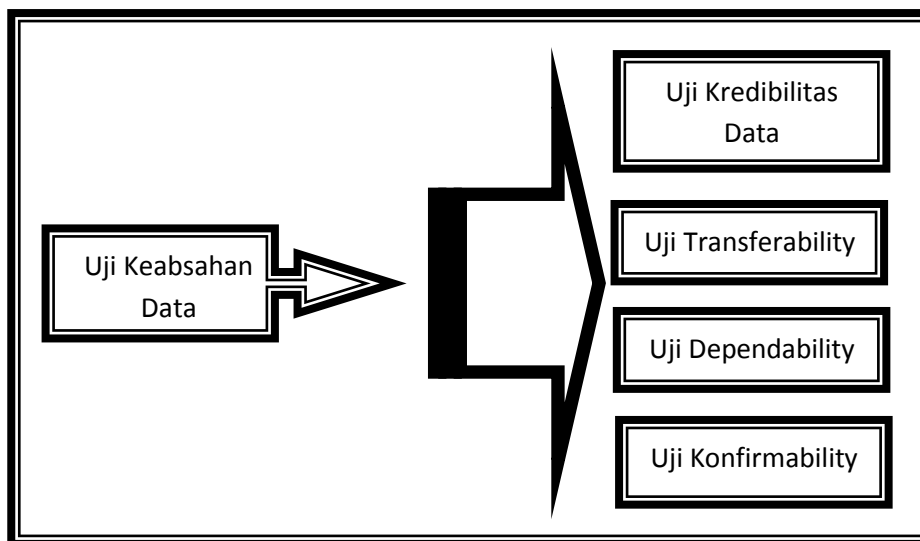 Uji Keabsahan
Data
Uji Kredibilitas
Data
Uji Transferability
Uji Dependability
Uji Konfirmability